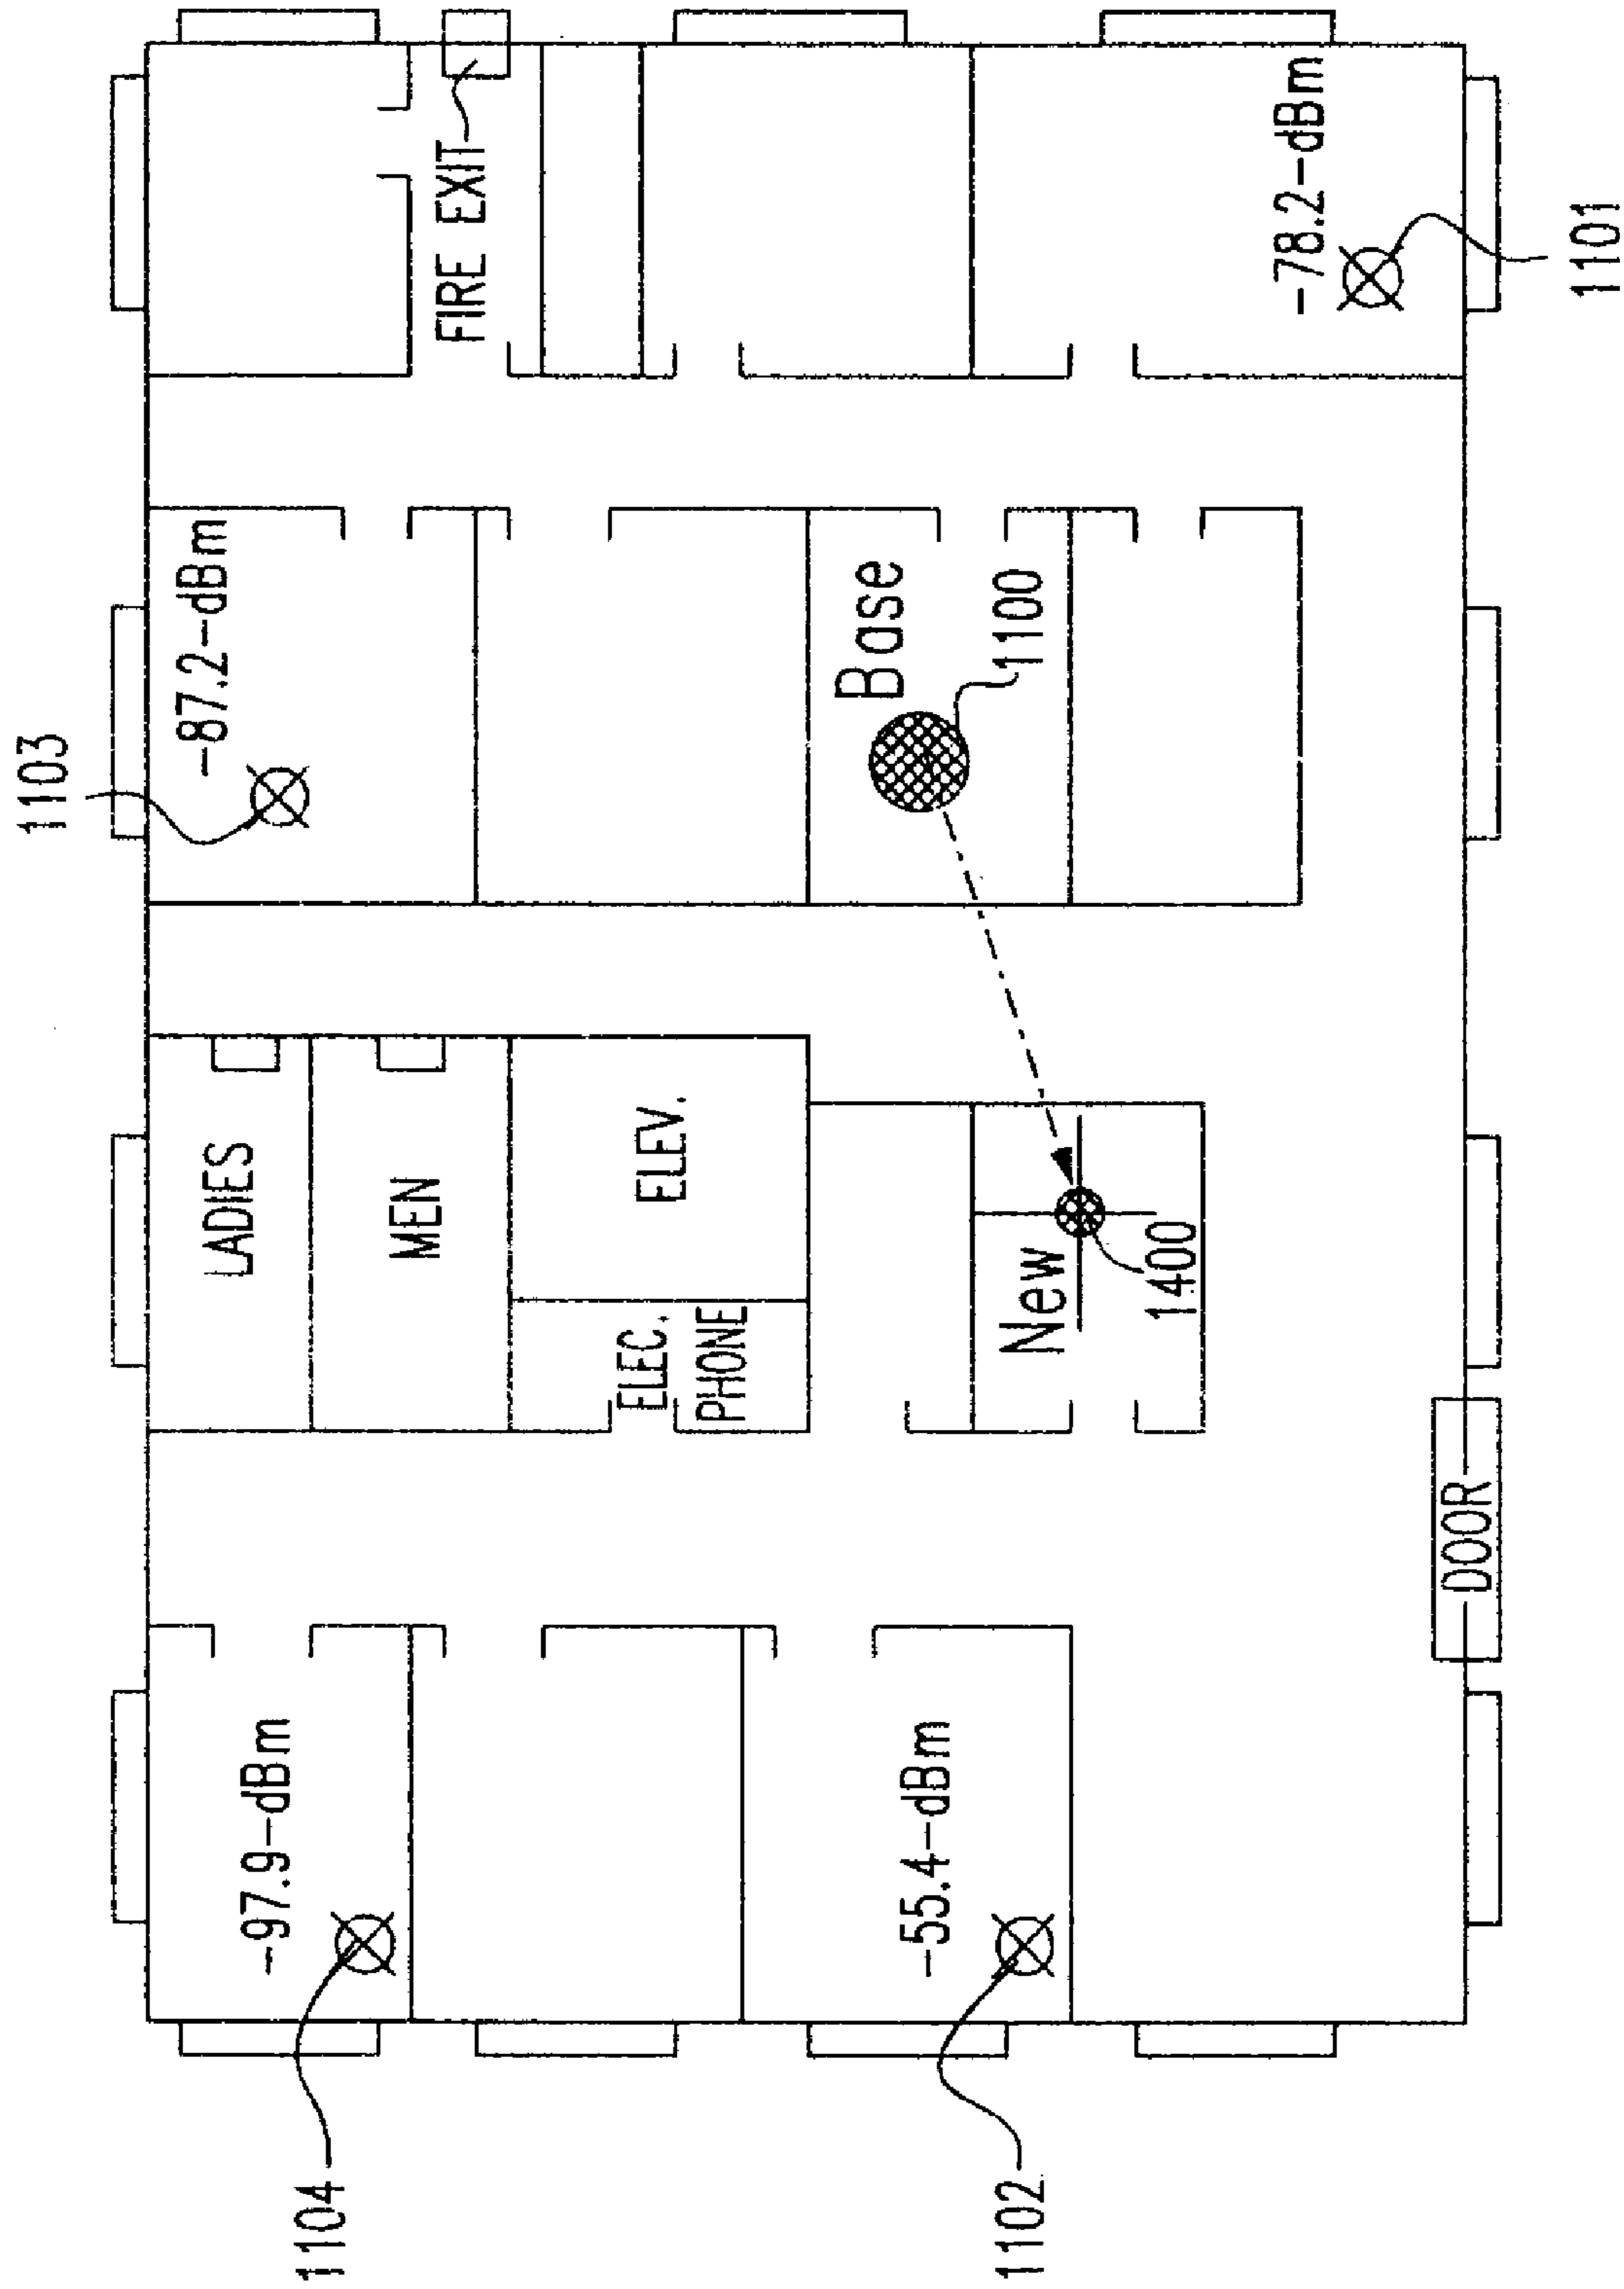 1104
1103
-97.9-dBm
LADIES
-87.2-dBm
MEN
FIRE EXIT
ELEC.
ELEV.
PHONE
-55.4-dBm
Base
1102
New
1100
1400
-78.2-dBm
DOOR
1101